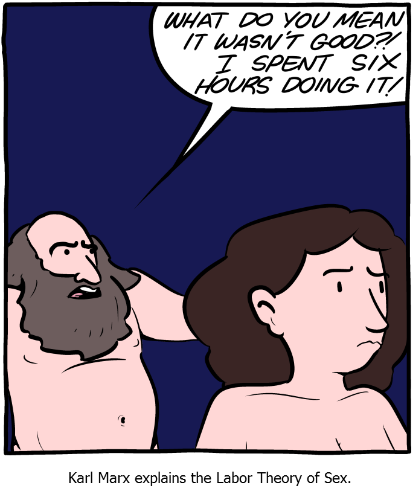 WHAT DO YOU MEAN
IT WASN'T GOOD?!
I SPENT SIX
HOURS DOING IT!
Karl Marx explains the Labor Theory of Sex.